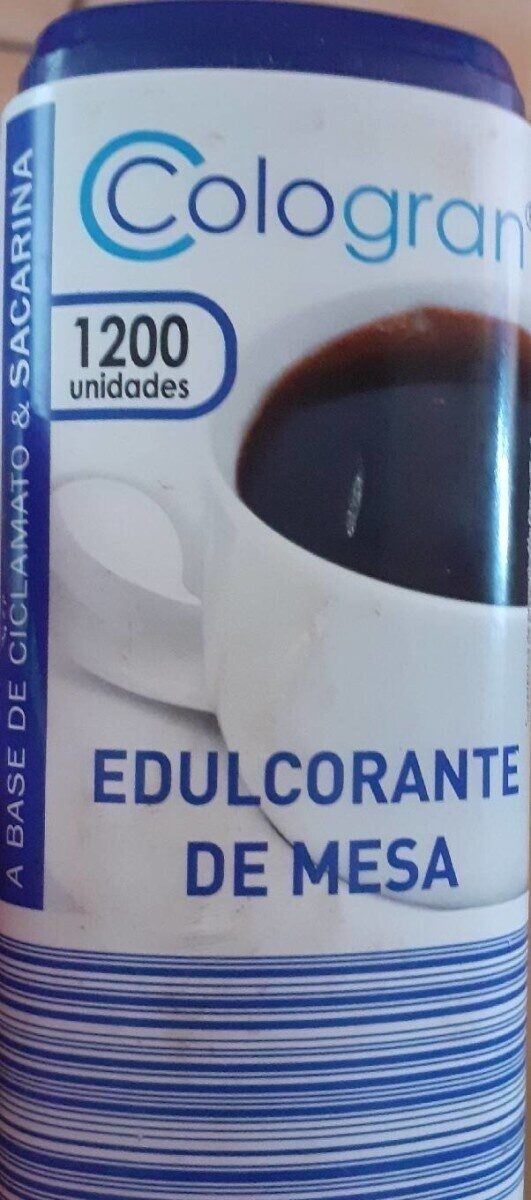 Cologran
1200
unidades
A BASE DE CICLAMATO & SACARINA
EDULCORANTE
DE MESA